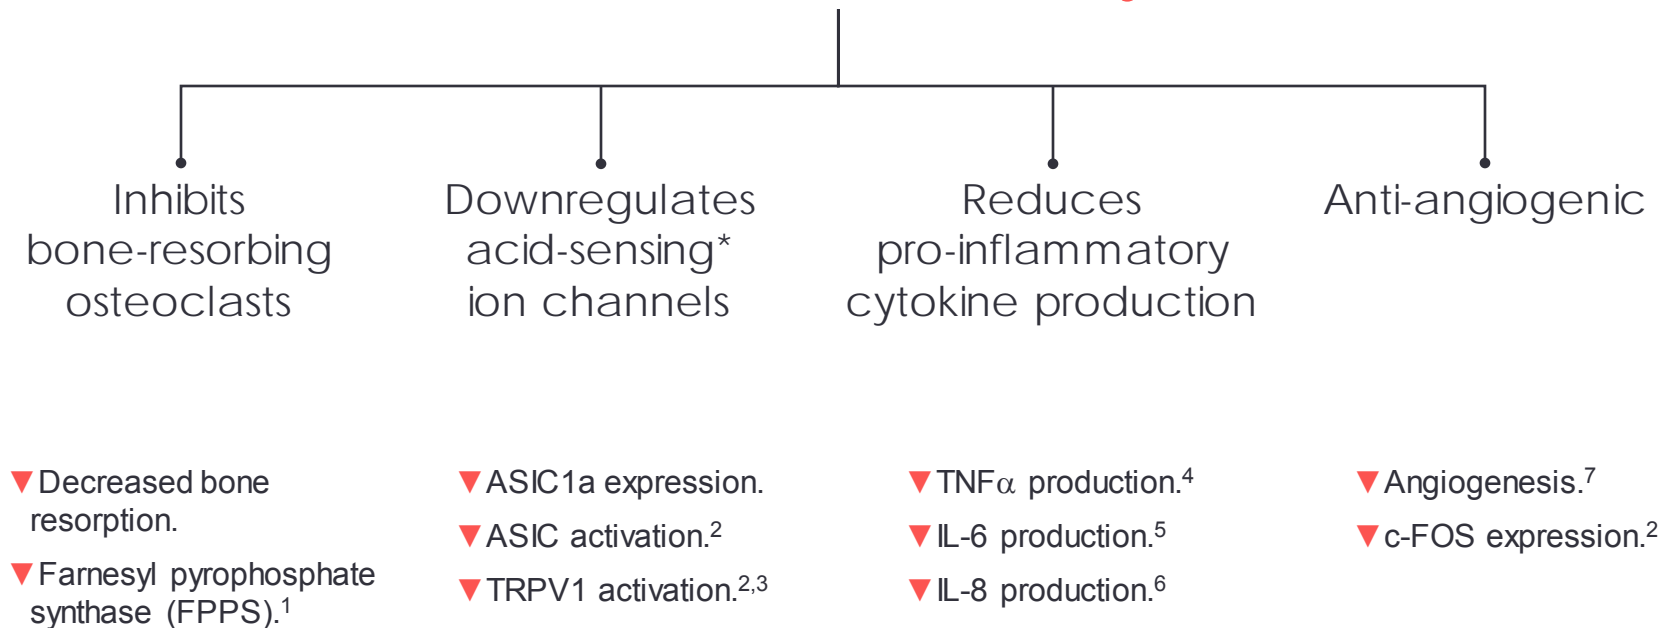 Inhibits
bone-resorbing
osteoclasts
Downregulates
acid-sensing*
ion channels
Reduces
pro-inflammatory
cytokine production
Anti-angiogenic
▼ Decreased bone
resorption.
▼ Farnesyl pyrophosphate
synthase (FPPS).¹
▼ ASIC1a expression.
▼ ASIC activation.²
▼ TRPV1 activation.²,³
▼ TNFα production.⁴
▼ IL-6 production.⁵
▼ IL-8 production.⁶
▼ Angiogenesis.⁷
▼ c-FOS expression.²